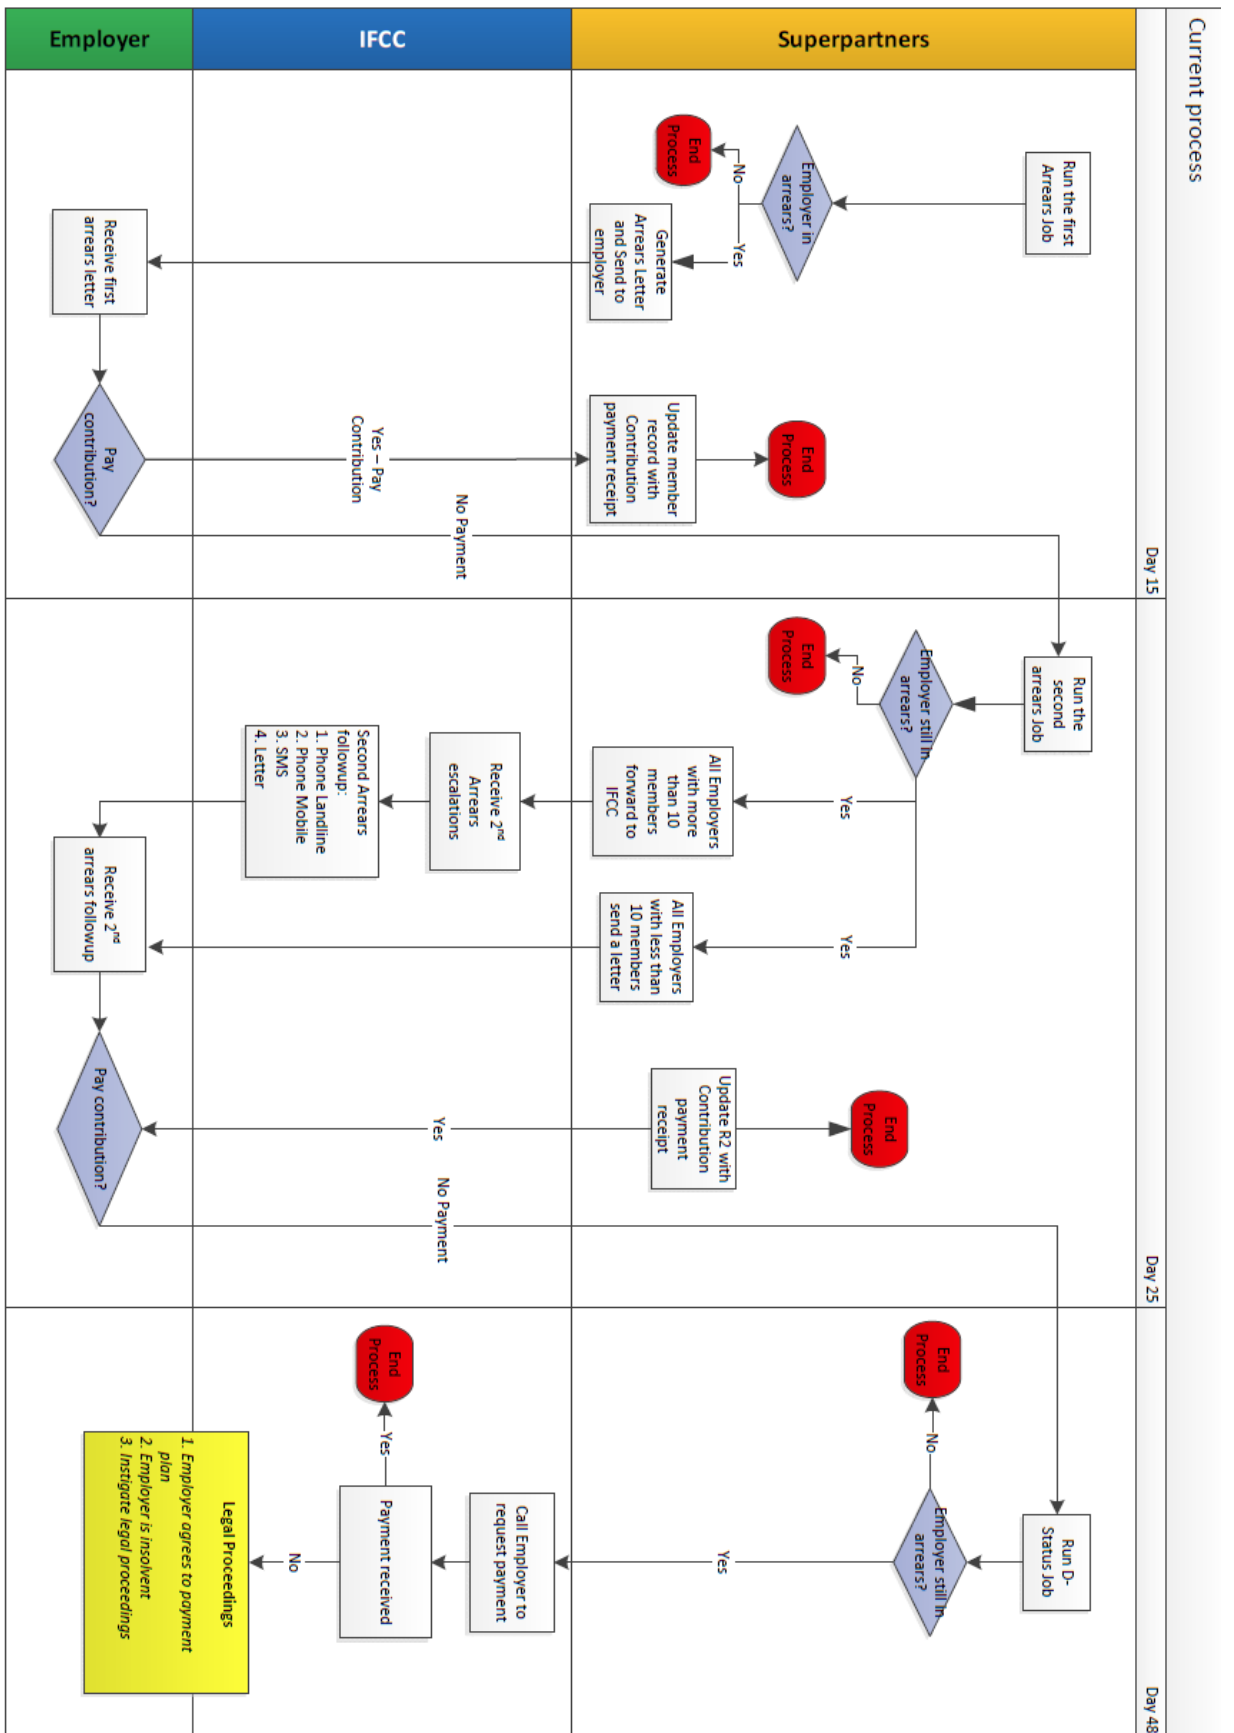 Current process
Superpartners
IFCC
Employer
Day 15
Run the first
Arrears Job
Employer in
arrears?
No
End
Process
Yes
Generate
Arrears Letter
and Send to
employer
Receive first
arrears letter
Pay
contribution?
Yes – Pay
Contribution
Update member
record with
Contribution
payment receipt
End
Process
No Payment
Day 25
Run the
second
arrears Job
Employer still in
arrears?
No
End
Process
Yes
All Employers
with more
than 10
members
forward to
IFCC
Receive 2nd
Arrears
escalations
Second Arrears
followup:
1. Phone Landline
2. Phone Mobile
3. SMS
4. Letter
Yes
All Employers
with less than
10 members
send a letter
Receive 2nd
arrears followup
Pay contribution?
Yes
Update R2 with
Contribution
payment
receipt
End
Process
No Payment
Day 48
Run D-
Status Job
Employer still in
arrears?
No
End
Process
Yes
Call Employer to
request payment
Payment received
Yes
End
Process
No
Legal Proceedings
1. Employer agrees to payment
plan
2. Employer is insolvent
3. Instigate legal proceedings